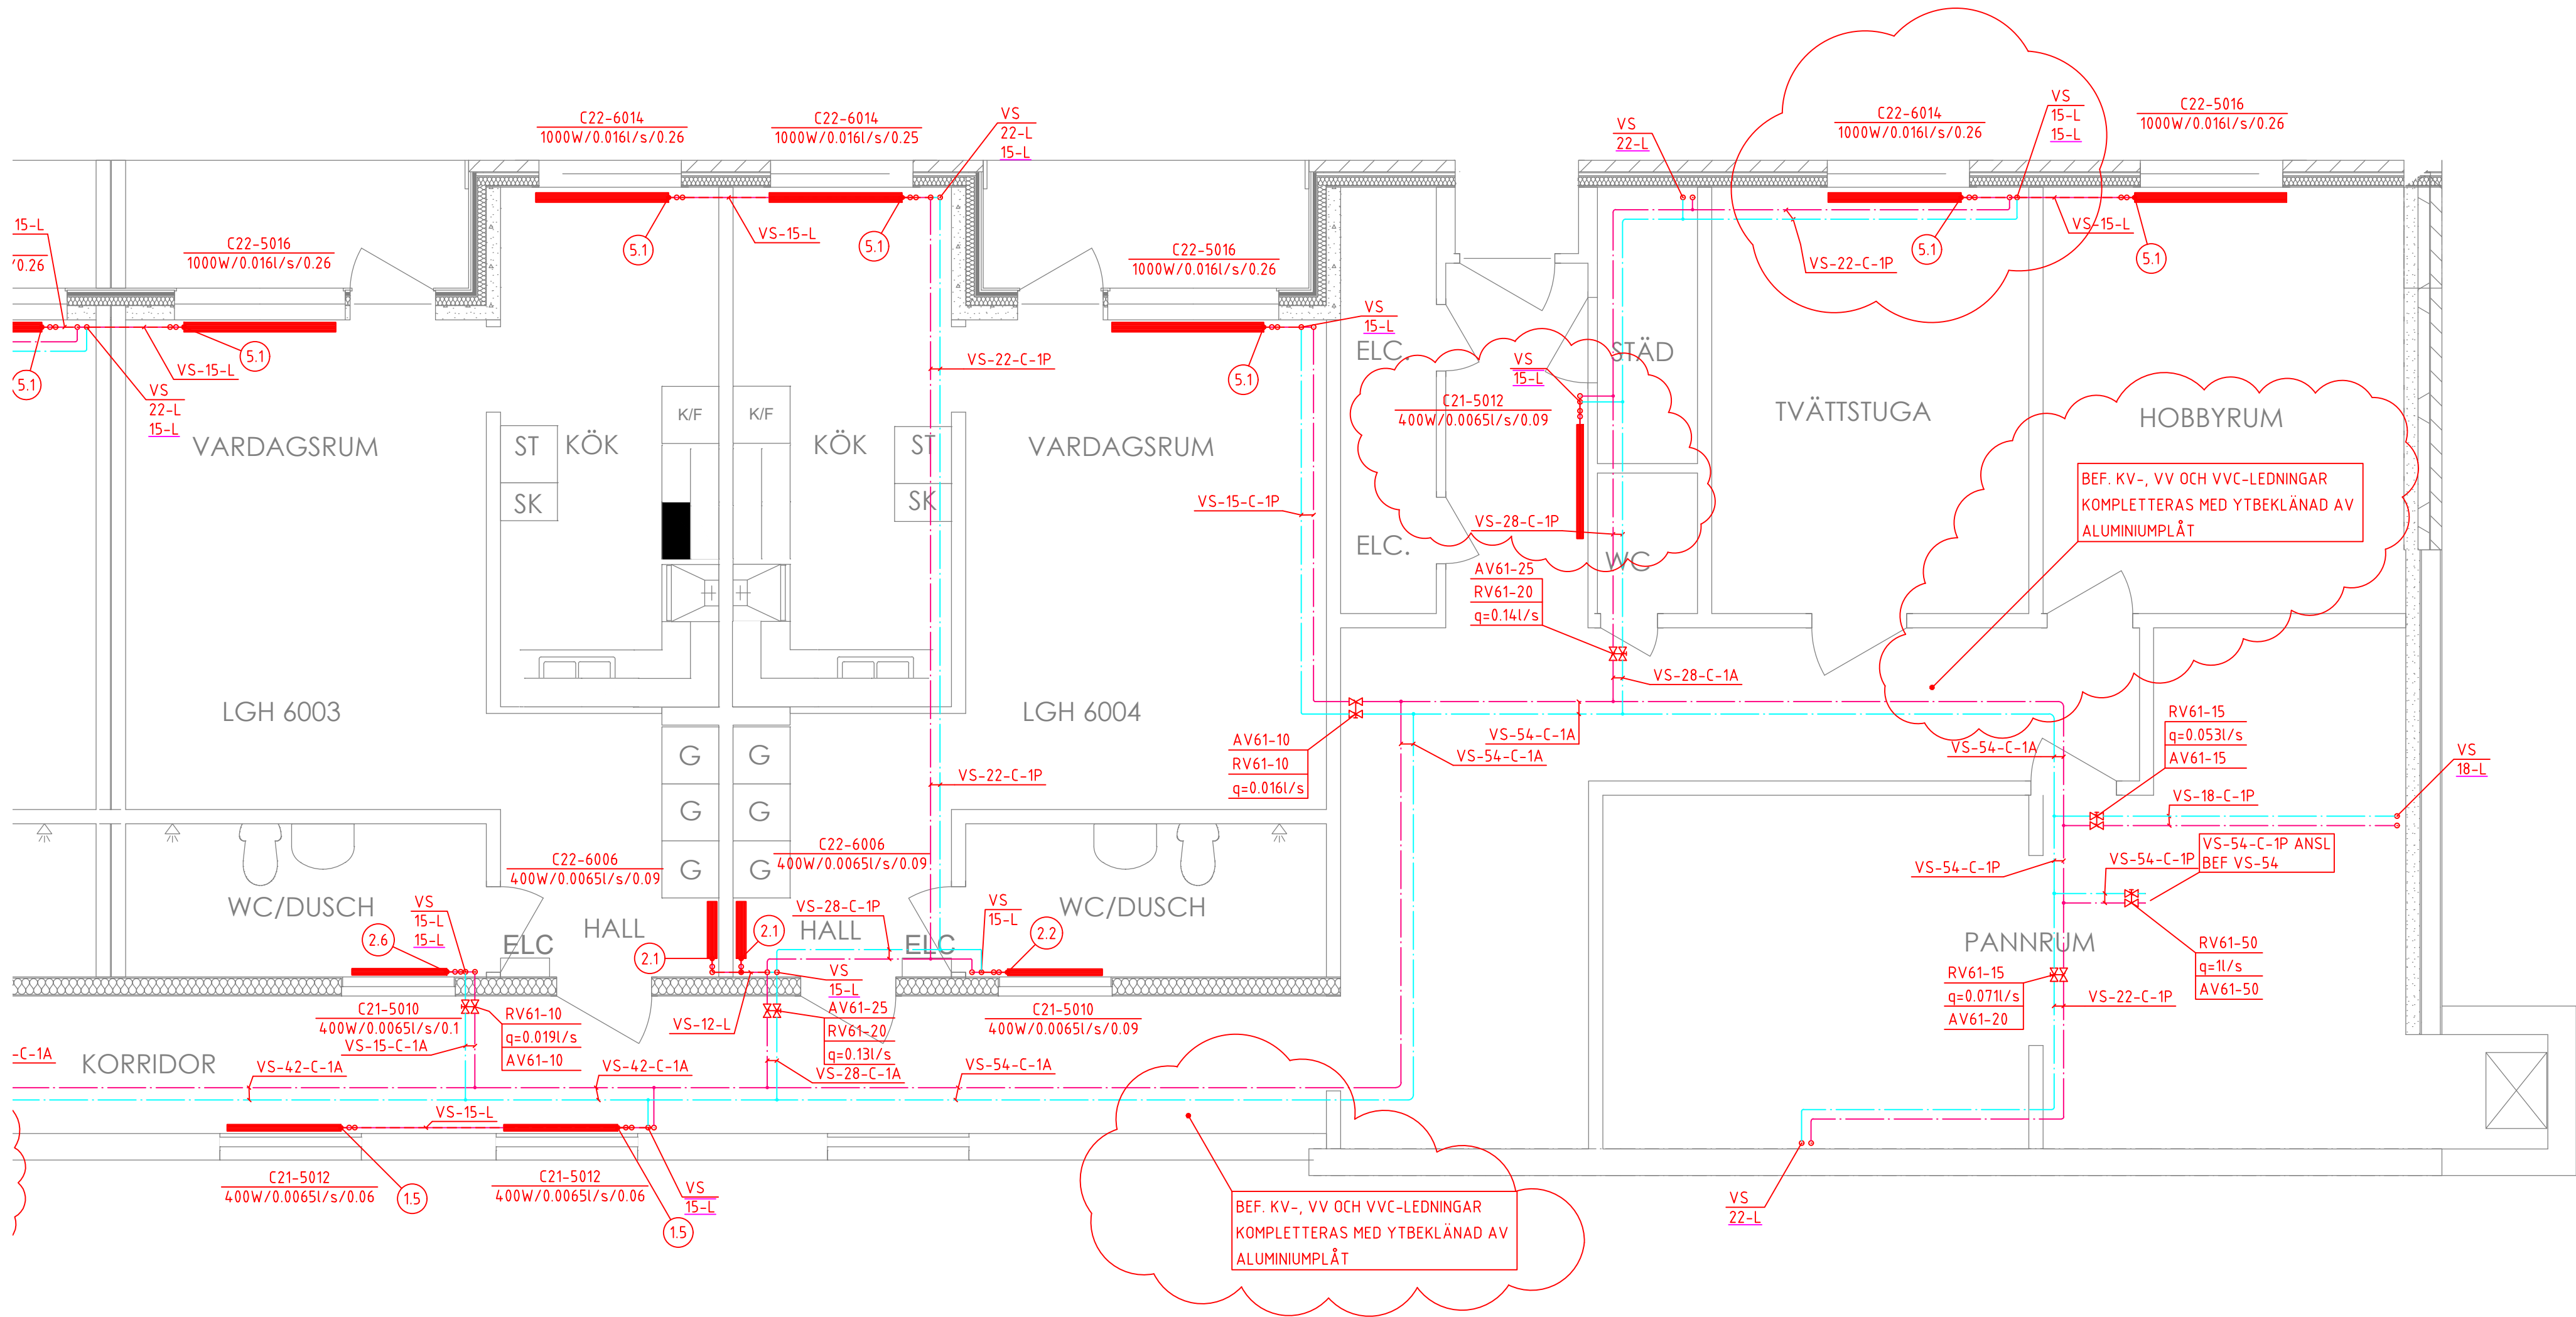 C22-6014
1000W/0.016l/s/0.26
C22-6014
1000W/0.016l/s/0.25
VS
22-L
15-L
VS
22-L
C22-6014
1000W/0.016l/s/0.26
VS
15-L
15-L
C22-5016
1000W/0.016l/s/0.26
15-L
/0.26
C22-5016
1000W/0.016l/s/0.26
5.1
VS-15-L
5.1
C22-5016
1000W/0.016l/s/0.26
VS-22-C-1P
5.1
VS-15-L
5.1
5.1
VS-15-L
5.1
VS
22-L
15-L
VS-22-C-1P
5.1
VS
15-L
ELC.
STÄD
VS
15-L
C21-5012
400W/0.0065l/s/0.09
K/F
K/F
TVÄTTSTUGA
HOBBYRUM
VARDAGSRUM
ST
KÖK
KÖK
ST
VARDAGSRUM
SK
SK
VS-15-C-1P
VS-28-C-1P
ELC.
WC
BEF. KV-, VV OCH VVC-LEDNINGAR
KOMPLETTERAS MED YTBEKLÄNAD AV
ALUMINIUMPLÅT
AV61-25
RV61-20
q=0.14l/s
VS-28-C-1A
LGH 6003
LGH 6004
AV61-10
RV61-10
q=0.016l/s
VS-54-C-1A
VS-54-C-1A
VS-54-C-1A
RV61-15
q=0.053l/s
AV61-15
VS
18-L
G
G
G
G
G
G
VS-22-C-1P
VS-18-C-1P
C22-6006
400W/0.0065l/s/0.09
C22-6006
400W/0.0065l/s/0.09
VS-54-C-1P
VS-54-C-1P
VS-54-C-1P ANSL
BEF VS-54
WC/DUSCH
VS
15-L
15-L
2.6
ELC
HALL
2.1
2.1
VS-28-C-1P
HALL
ELC
VS
15-L
2.2
WC/DUSCH
PANNRUM
RV61-50
q=1l/s
AV61-50
RV61-15
q=0.071l/s
AV61-20
VS-22-C-1P
VS
15-L
AV61-25
RV61-20
q=0.13l/s
VS-28-C-1A
VS-12-L
C21-5010
400W/0.0065l/s/0.1
VS-15-C-1A
RV61-10
q=0.019l/s
AV61-10
C21-5010
400W/0.0065l/s/0.09
-C-1A
KORRIDOR
VS-42-C-1A
VS-42-C-1A
VS-54-C-1A
VS-15-L
C21-5012
400W/0.0065l/s/0.06
1.5
C21-5012
400W/0.0065l/s/0.06
VS
15-L
1.5
BEF. KV-, VV OCH VVC-LEDNINGAR
KOMPLETTERAS MED YTBEKLÄNAD AV
ALUMINIUMPLÅT
VS
22-L